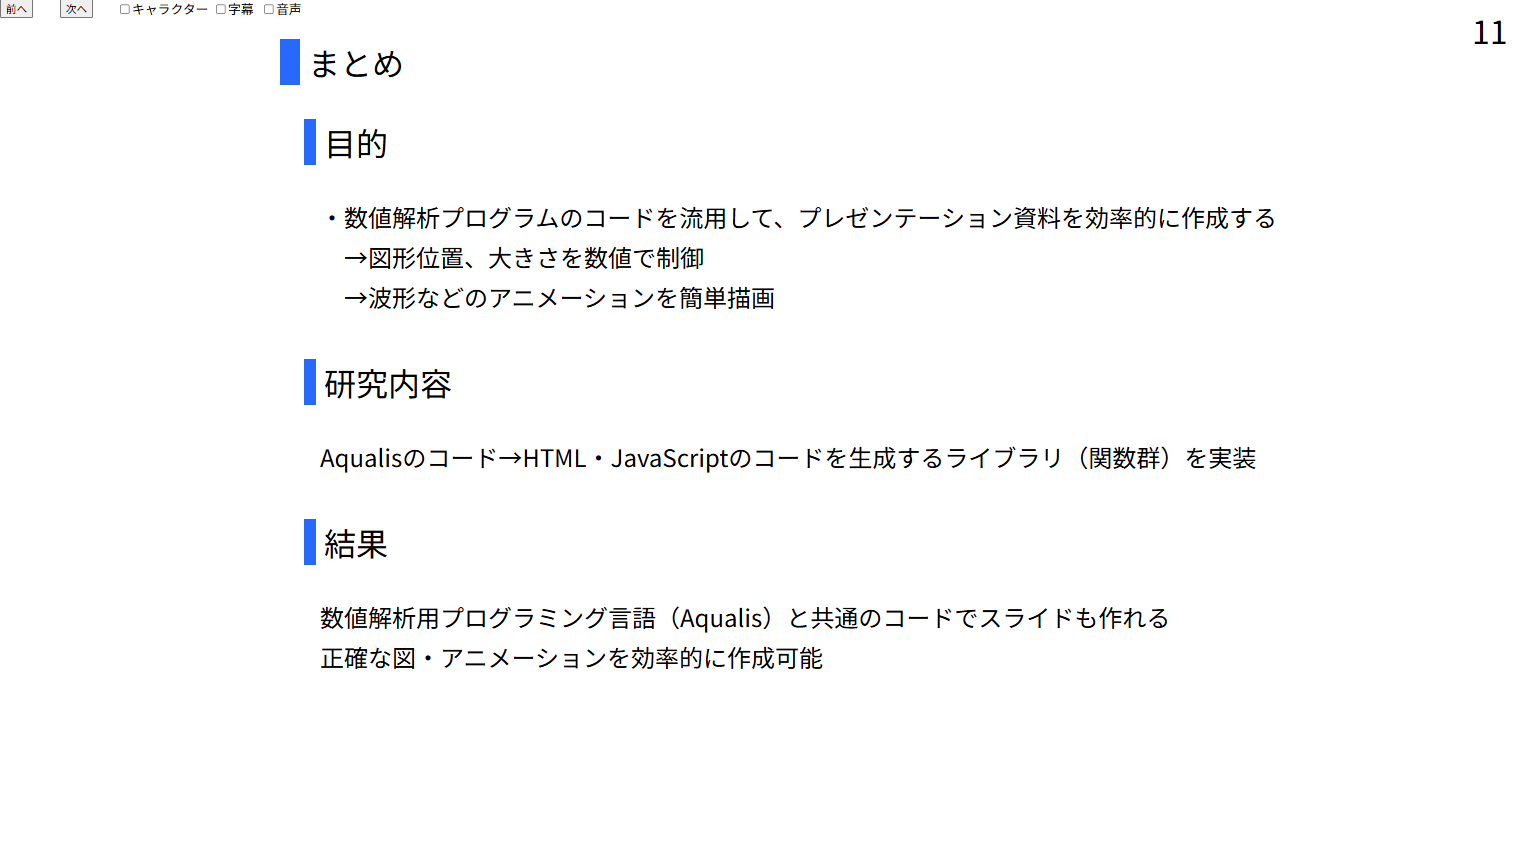 前へ 次へ キャラクター 字幕 音声
11
まとめ
目的
・数値解析プログラムのコードを流用して、プレゼンテーション資料を効率的に作成する
→図形位置、大きさを数値で制御
→波形などのアニメーションを簡単描画
研究内容
Aqualisのコード→HTML・JavaScriptのコードを生成するライブラリ（関数群）を実装
結果
数値解析用プログラミング言語（Aqualis）と共通のコードでスライドも作れる
正確な図・アニメーションを効率的に作成可能